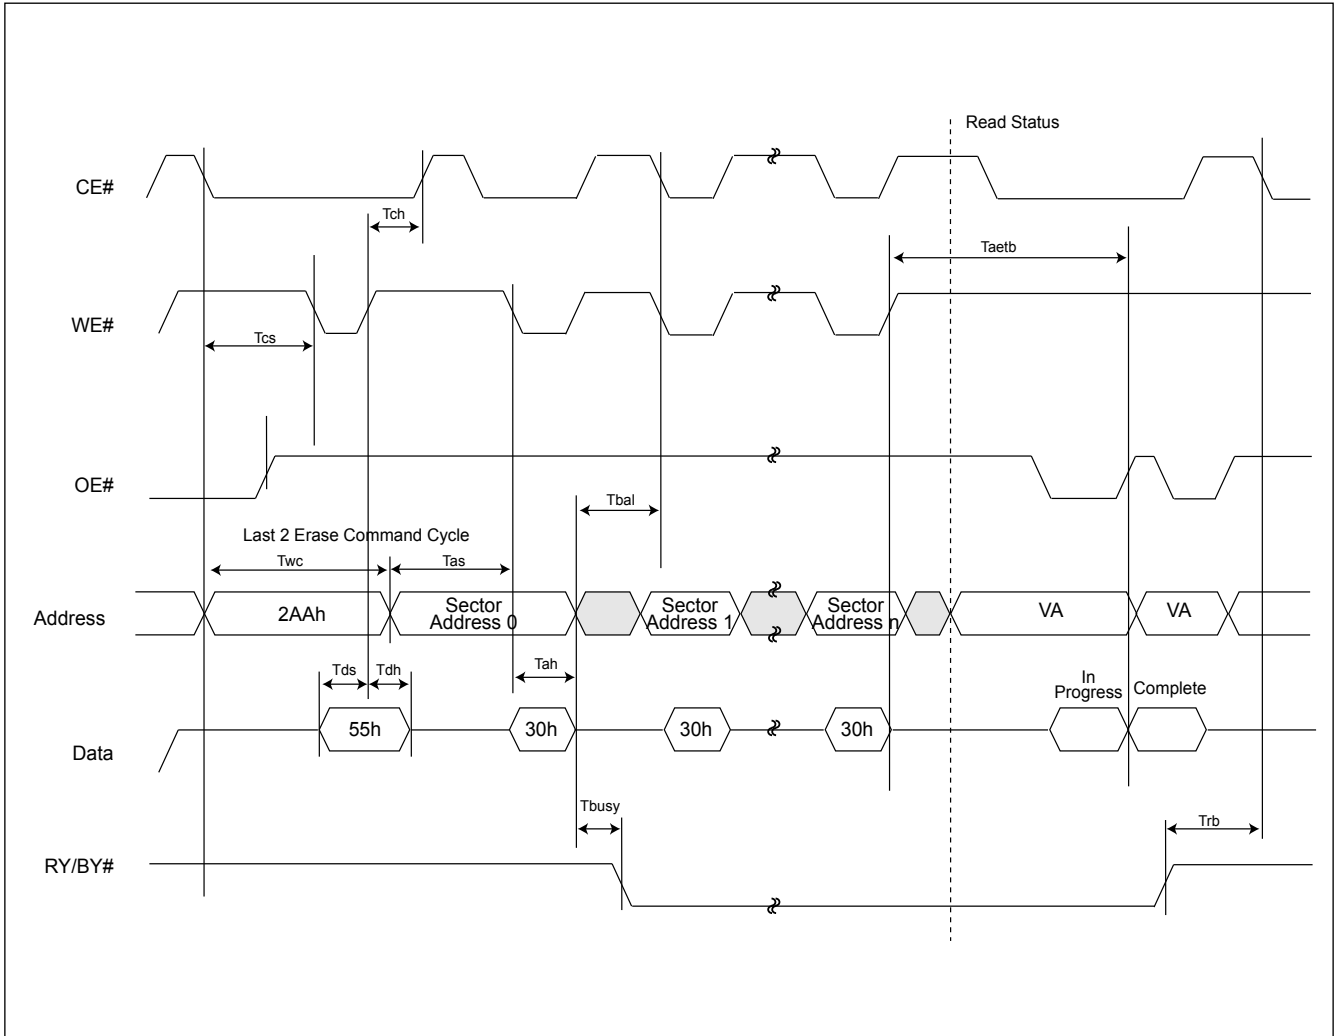 Read Status
CE#
Tch
Taetb
WE#
Tcs
OE#
Tbal
Last 2 Erase Command Cycle
Twc
Tas
Address
2AAh
Sector
Address 0
Sector
Address 1
Sector
Address n
VA
VA
Tds
Tdh
Tah
In
Progress
Complete
Data
55h
30h
30h
30h
Tbusy
Trb
RY/BY#